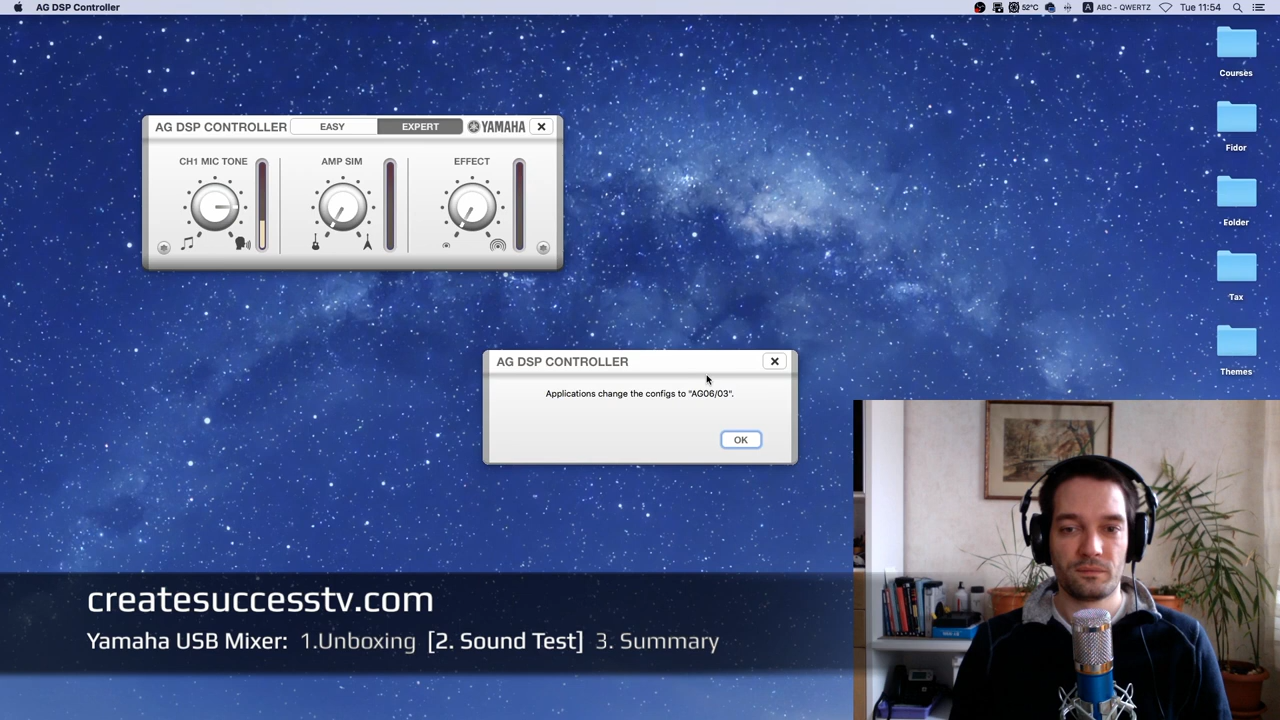 AG DSP Controller
52°C
A ABC - QWERTZ
Tue 11:54
Courses
Fidor
Folder
Tax
Themes
AG DSP CONTROLLER EASY EXPERT YAMAHA
CH1 MIC TONE AMP SIM EFFECT
AG DSP CONTROLLER
Applications change the configs to "AG06/03".
OK
createsuccesstv.com
Yamaha USB Mixer: 1.Unboxing [2. Sound Test] 3. Summary